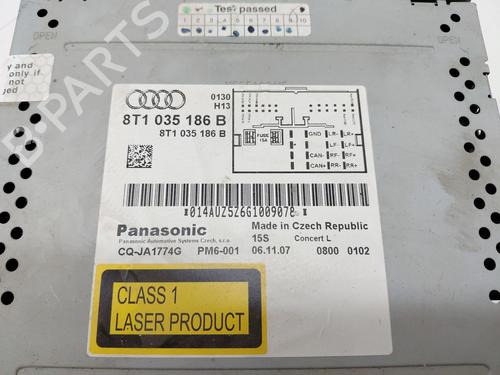 Test passed
1 2 3 4 5 6 7 8 9 10
OPEN
OPEN
y and
only if
not
aged
0130
H13
8T1 035 186 B
8T1 035 186 B
FUSE
15A
GND LR- LR+
LF- LF+
CAN- RF- RF+
CAN+ RR- RR+
*014AUZ5Z6G1009078 *
Panasonic
Made in Czech Republic
Panasonic Automotive Systems Czech, s.r.o.
15S Concert L
CQ-JA1774G PM6-001 06.11.07 0800 0102
CLASS 1
LASER PRODUCT
B-PARTS